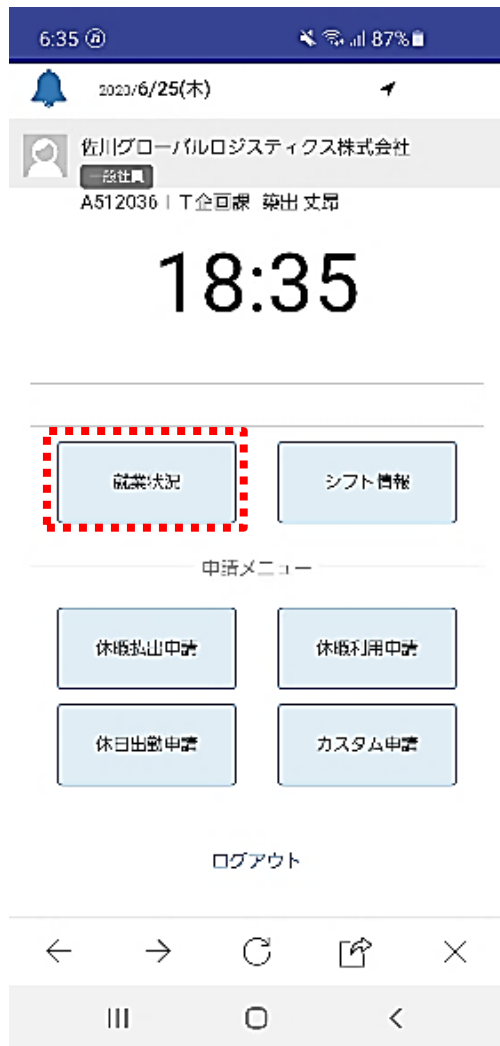 6:35 87%
2020/6/25(木)
佐川グローバルロジスティクス株式会社
一般社員
A512036 | T企画課 築出 丈昂
18:35
就業状況 シフト情報
申請メニュー
休暇払出申請 休暇利用申請
休日出勤申請 カスタム申請
ログアウト